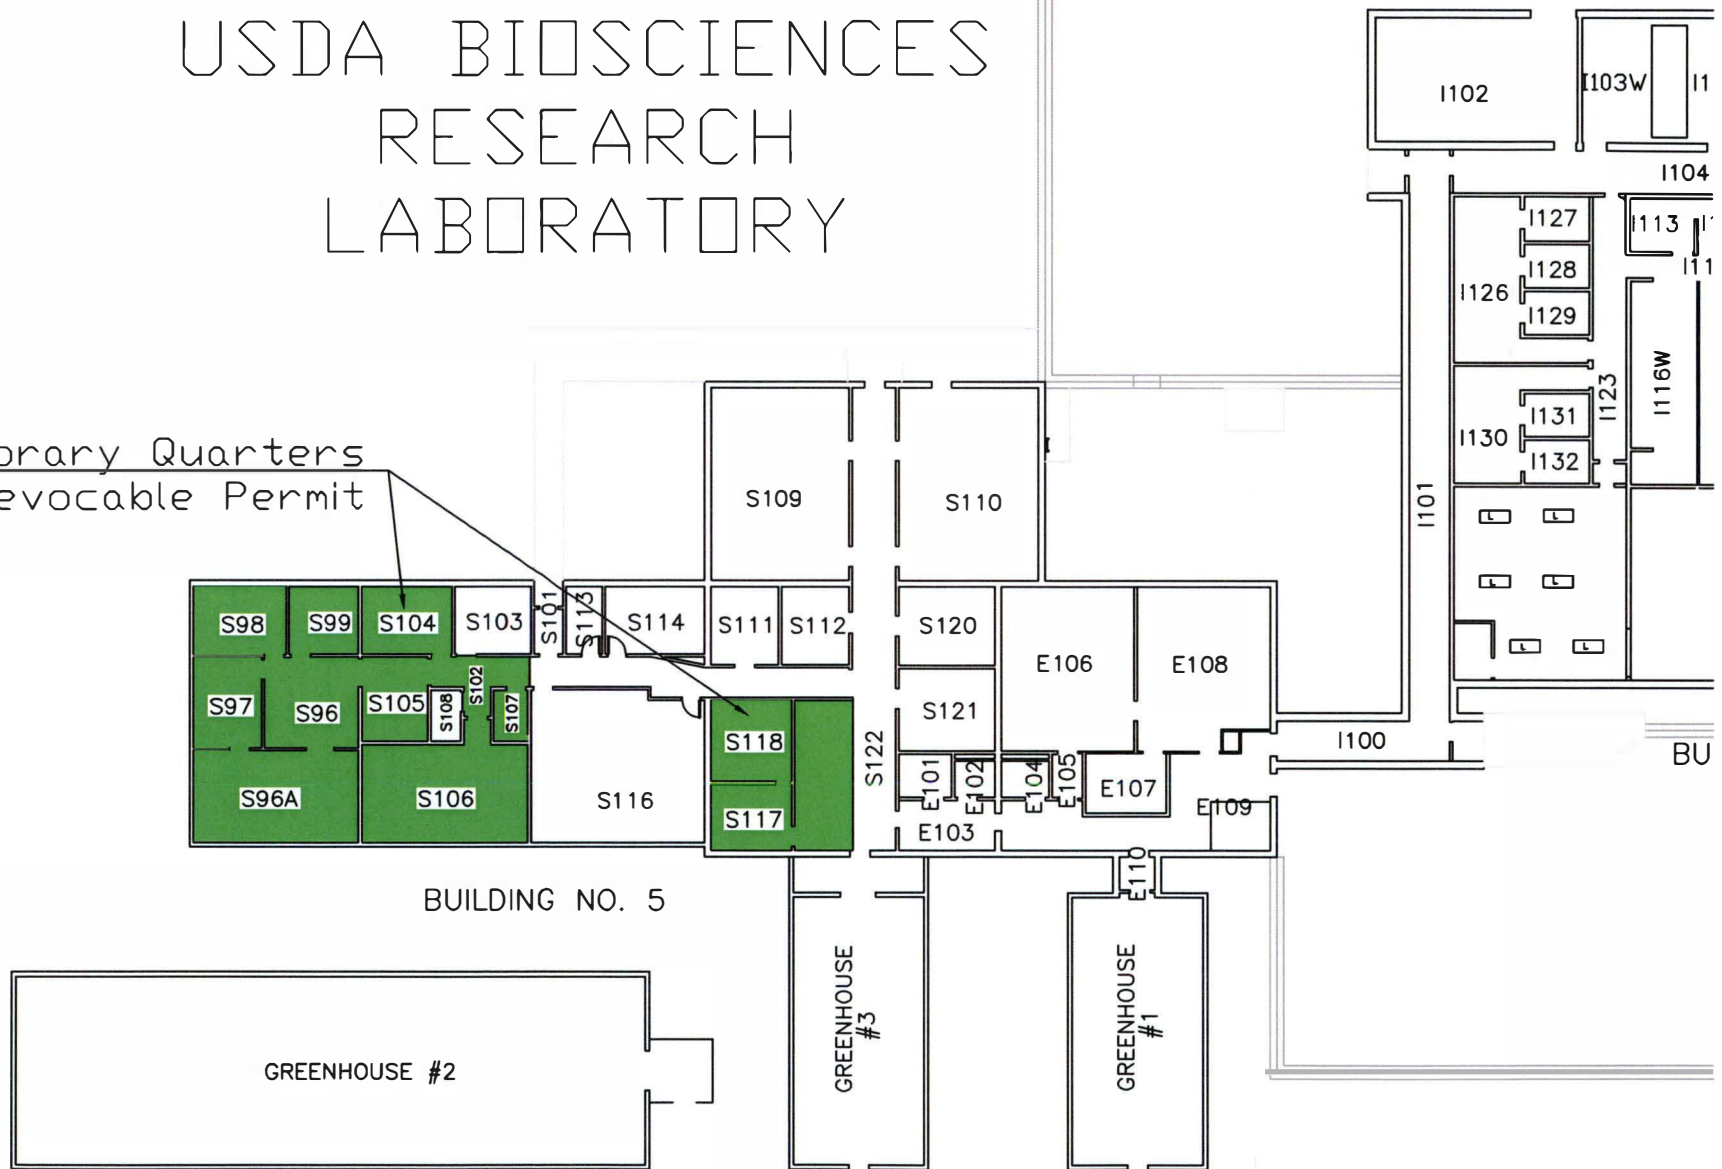 USDA BIOSCIENCES
RESEARCH
LABORATORY
I102
I103W
I104
I127
I113
I128
I126
I129
I116W
I123
I131
I130
I132
I101
orary Quarters
evocable Permit
S109
S110
L
L
L
L
L
L
S98
S99
S104
S103
S101
S113
S114
S111
S112
S120
E106
E108
S97
S96
S105
S108
S102
S107
S118
S121
S122
I100
BU
S96A
S106
S116
S117
E101
E102
E104
E105
E107
E109
E103
E110
BUILDING NO. 5
GREENHOUSE #2
GREENHOUSE
#3
GREENHOUSE
#1